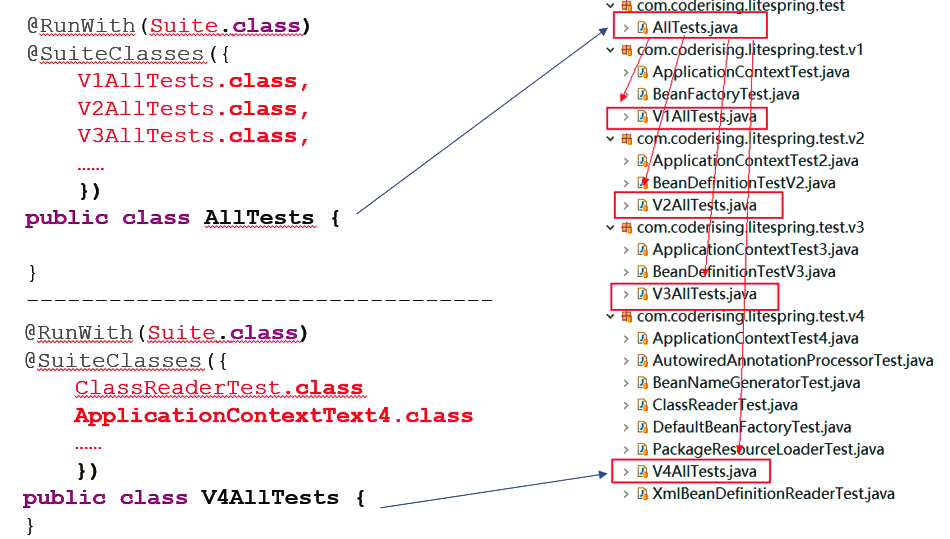 @RunWith(Suite.class)
@SuiteClasses({
V1AllTests.class,
V2AllTests.class,
V3AllTests.class,
……
})
public class AllTests {
}
-----------------------------------
@RunWith(Suite.class)
@SuiteClasses({
ClassReaderTest.class
ApplicationContextText4.class
……
})
public class V4AllTests {
}
com.coderising.litespring.test
AllTests.java
com.coderising.litespring.test.v1
ApplicationContextTest.java
BeanFactoryTest.java
V1AllTests.java
com.coderising.litespring.test.v2
ApplicationContextTest2.java
BeanDefinitionTestV2.java
V2AllTests.java
com.coderising.litespring.test.v3
ApplicationContextTest3.java
BeanDefinitionTestV3.java
V3AllTests.java
com.coderising.litespring.test.v4
ApplicationContextTest4.java
AutowiredAnnotationProcessorTest.java
BeanNameGeneratorTest.java
ClassReaderTest.java
DefaultBeanFactoryTest.java
PackageResourceLoaderTest.java
V4AllTests.java
XmlBeanDefinitionReaderTest.java